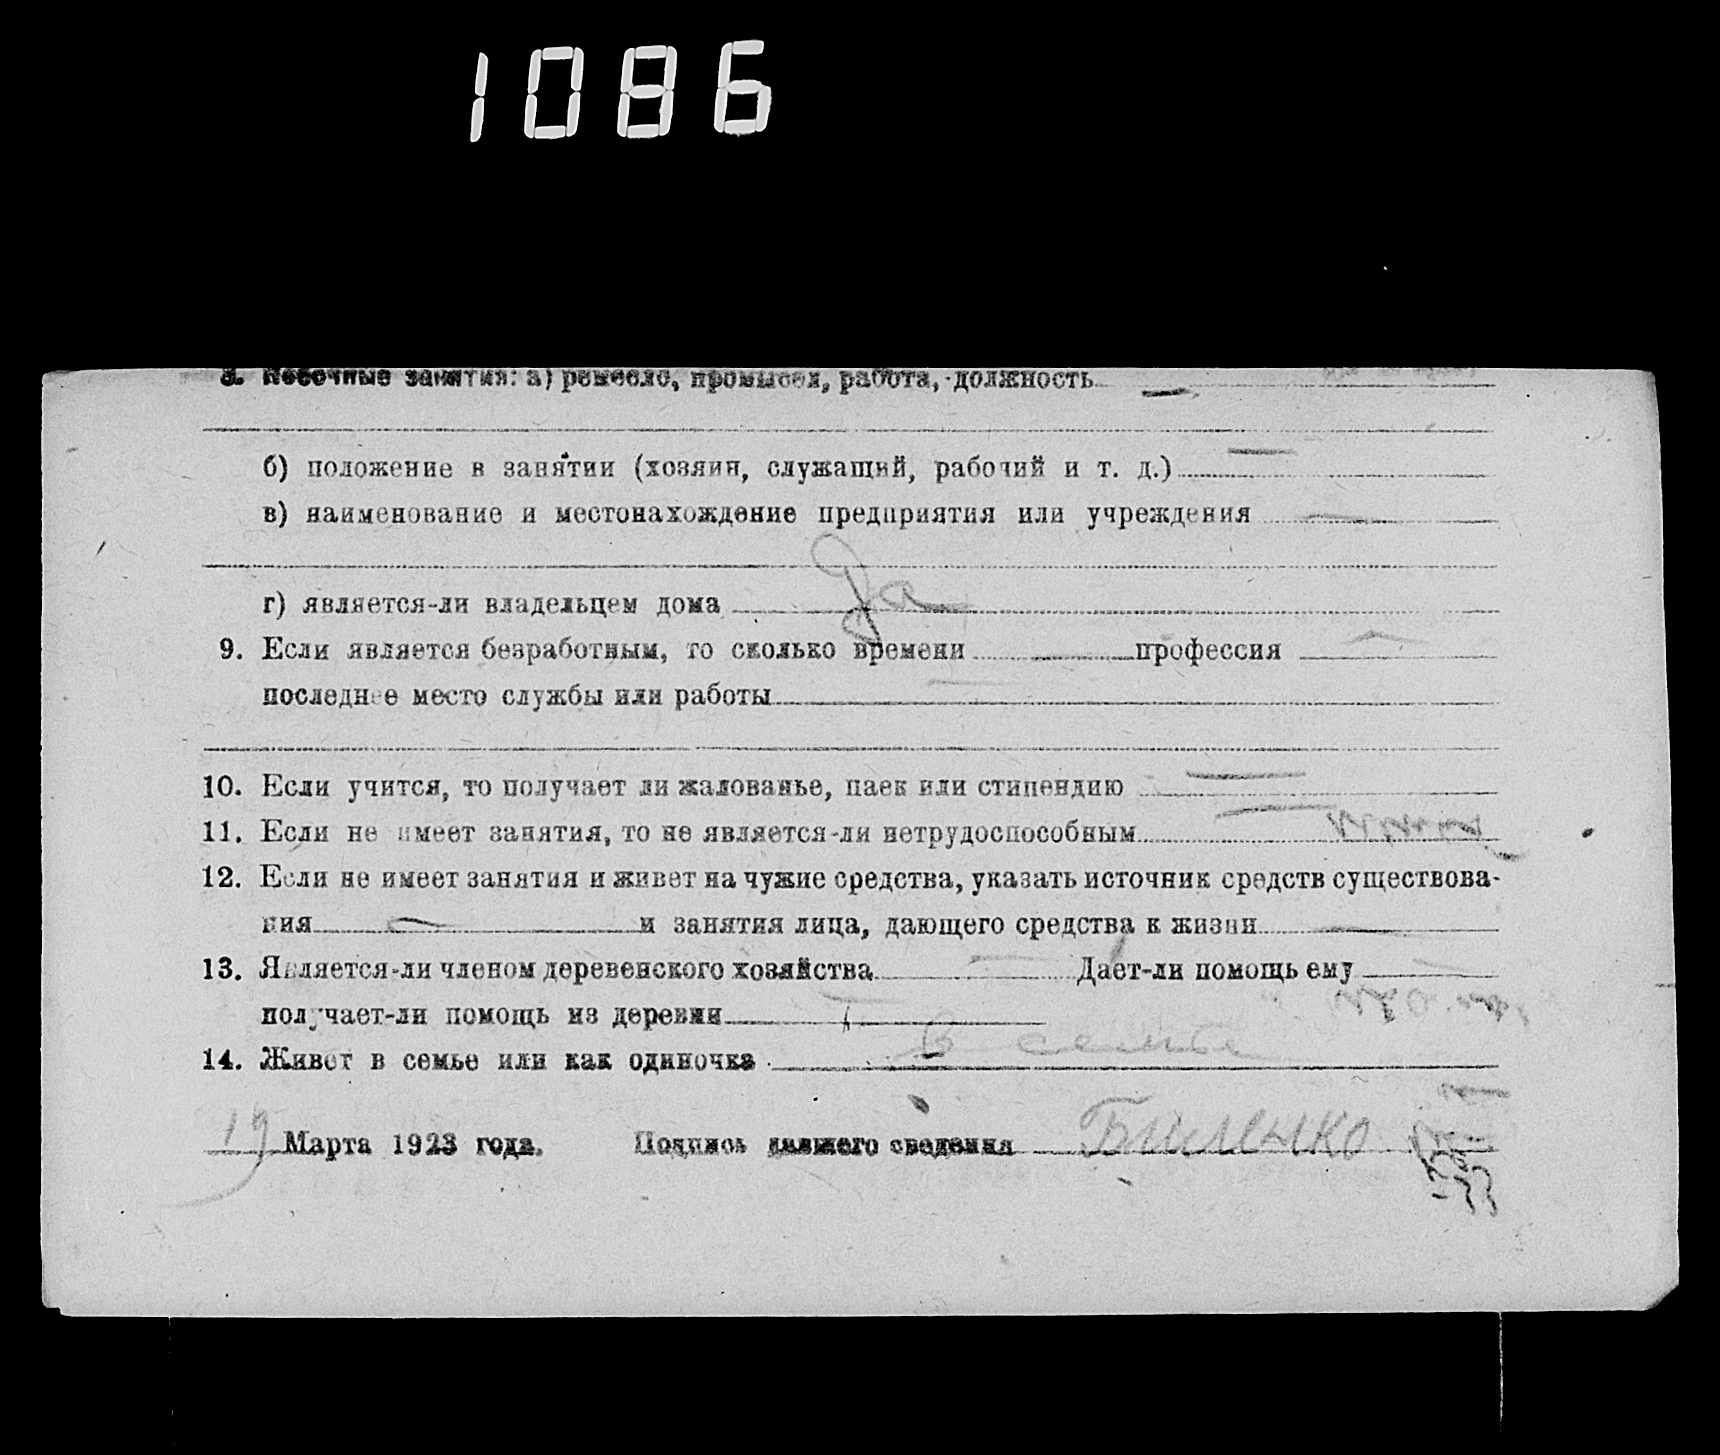 1086
8. Побочные занятия: а) ремесло, промысел, работа, должность —
б) положение в занятии (хозяин, служащий, рабочий и т. д.) —
в) наименование и местонахождение предприятия или учреждения —
г) является-ли владельцем дома Да
9. Если является безработным, то сколько времени профессия —
последнее место службы или работы —
10. Если учится, то получает ли жалованье, паек или стипендию —
11. Если не имеет занятия, то не является-ли нетрудоспособным —
12. Если не имеет занятия и живет на чужие средства, указать источник средств существова-
ния — и занятия лица, дающего средства к жизни —
13. Является-ли членом деревенского хозяйства — Дает-ли помощь ему —
получает-ли помощь из деревни —
14. Живет в семье или как одиночка в семье
19 Марта 1923 года. Подпись давшего сведения Биленко